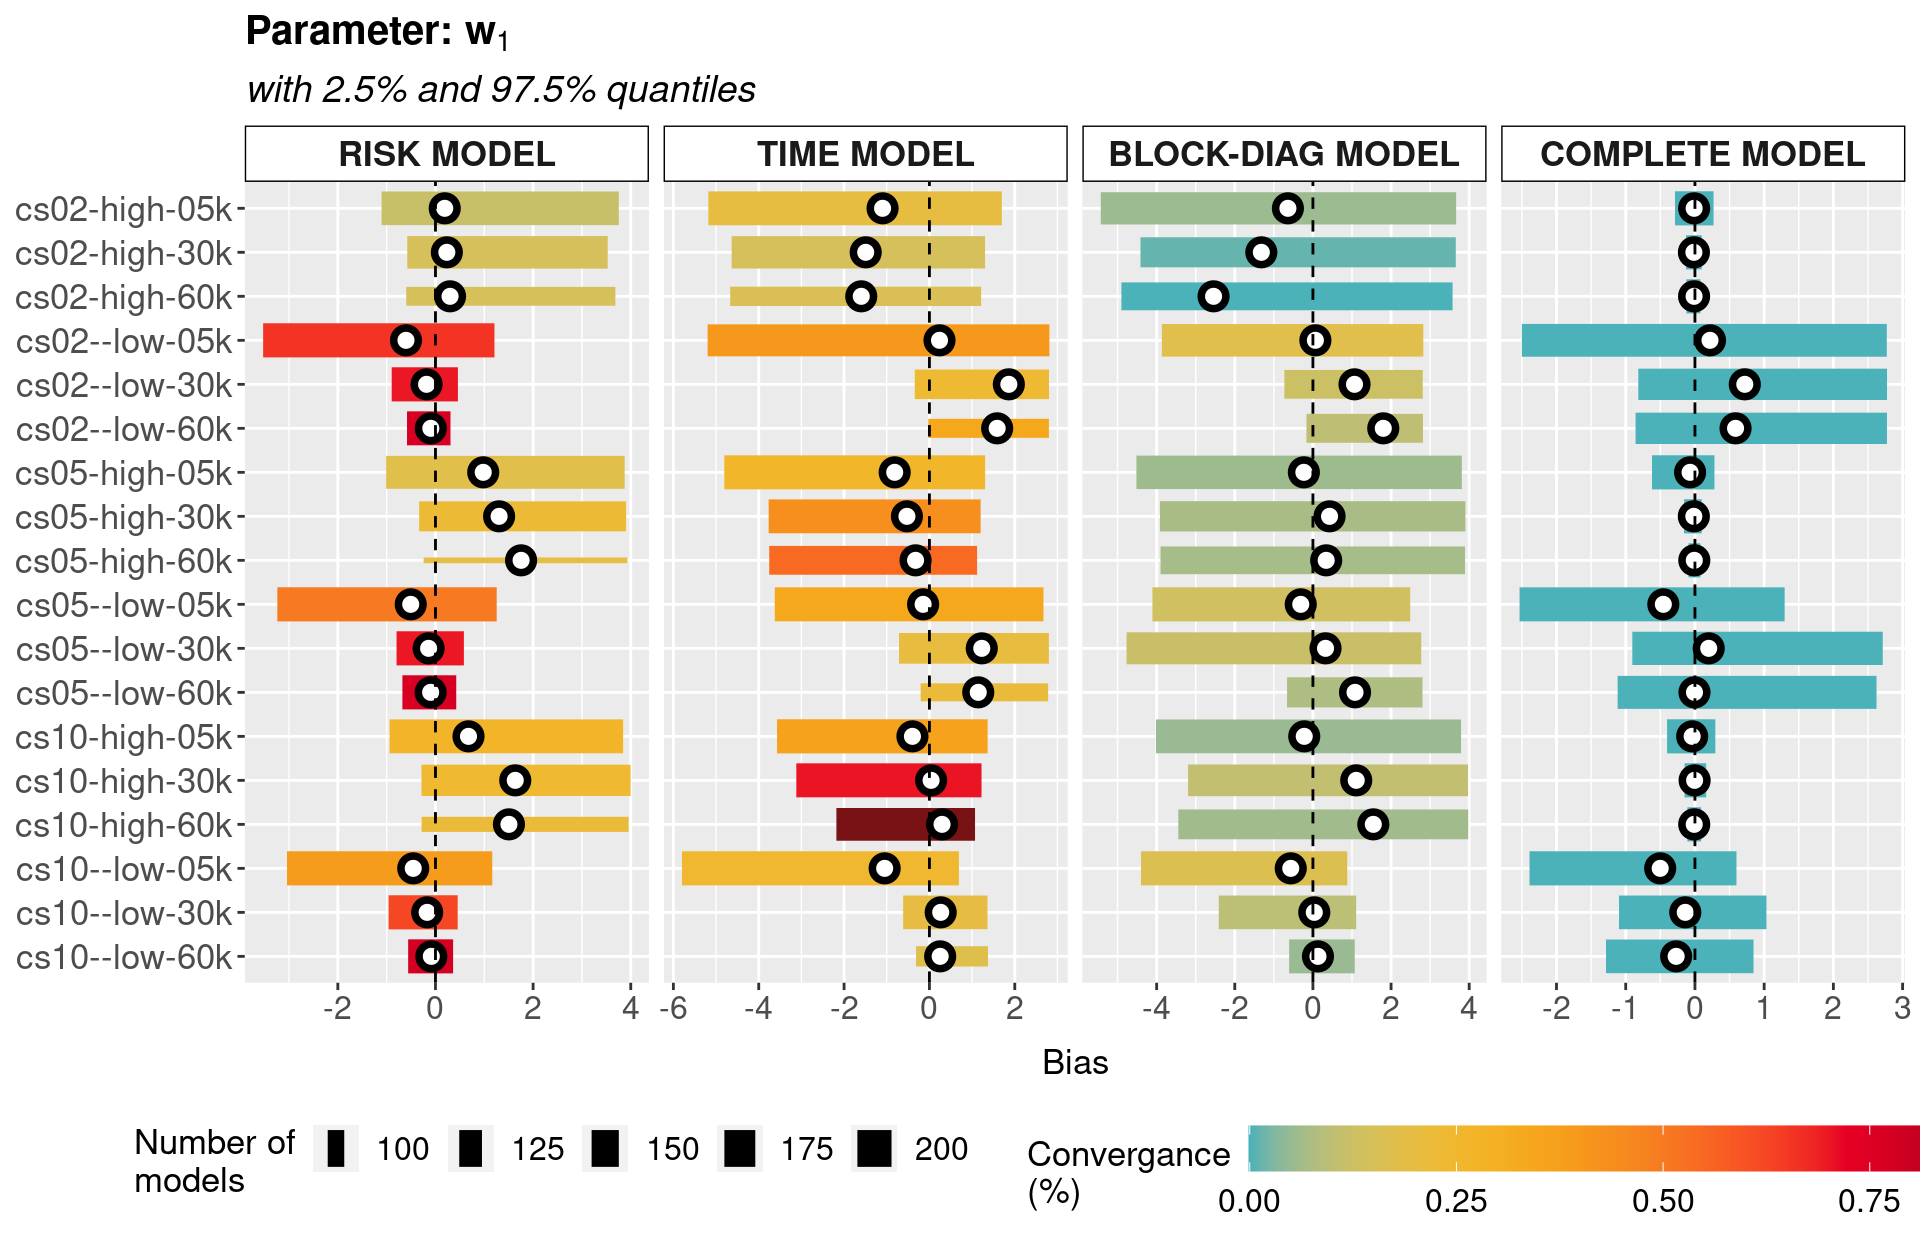 Parameter: w1
with 2.5% and 97.5% quantiles
RISK MODEL TIME MODEL BLOCK-DIAG MODEL COMPLETE MODEL
cs02-high-05k
cs02-high-30k
cs02-high-60k
cs02--low-05k
cs02--low-30k
cs02--low-60k
cs05-high-05k
cs05-high-30k
cs05-high-60k
cs05--low-05k
cs05--low-30k
cs05--low-60k
cs10-high-05k
cs10-high-30k
cs10-high-60k
cs10--low-05k
cs10--low-30k
cs10--low-60k
-2 0 2 4 -6 -4 -2 0 2 -4 -2 0 2 4 -2 -1 0 1 2 3
Bias
Number of models 100 125 150 175 200
Convergance (%) 0.00 0.25 0.50 0.75